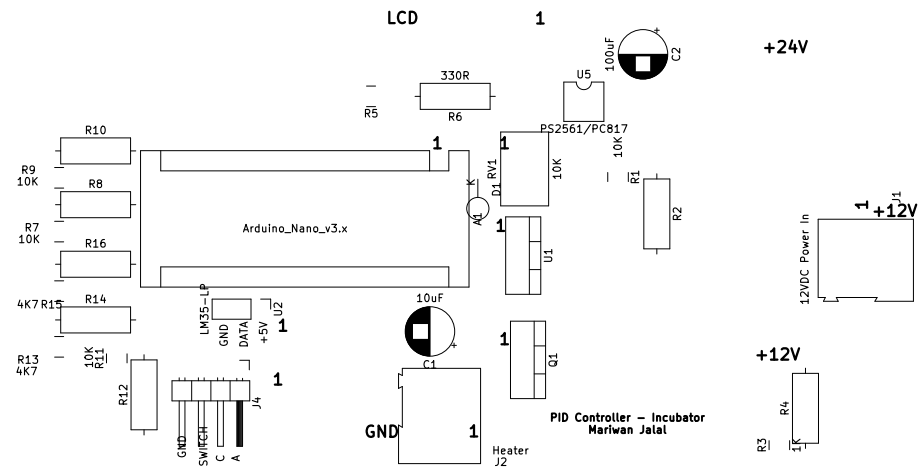 LCD
1
+24V
100uF
C2
U5
330R
R5
R6
PS2561/PC817
R10
1
1
RV1
10K
10K
R9
10K
D1
K
R1
R8
R2
A1
J1
1
+12V
R7
10K
Arduino_Nano_v3.x
1
U1
R16
12VDC Power In
4K7
R15
R14
LM35-LP
U2
GND
DATA
+5V
1
10uF
+
C1
+
1
Q1
R13
4K7
10K
R11
+12V
R12
1
J4
GND
SWITCH
C
A
GND
1
Heater
J2
PID Controller – Incubator
Mariwan Jalal
R4
R3
1K